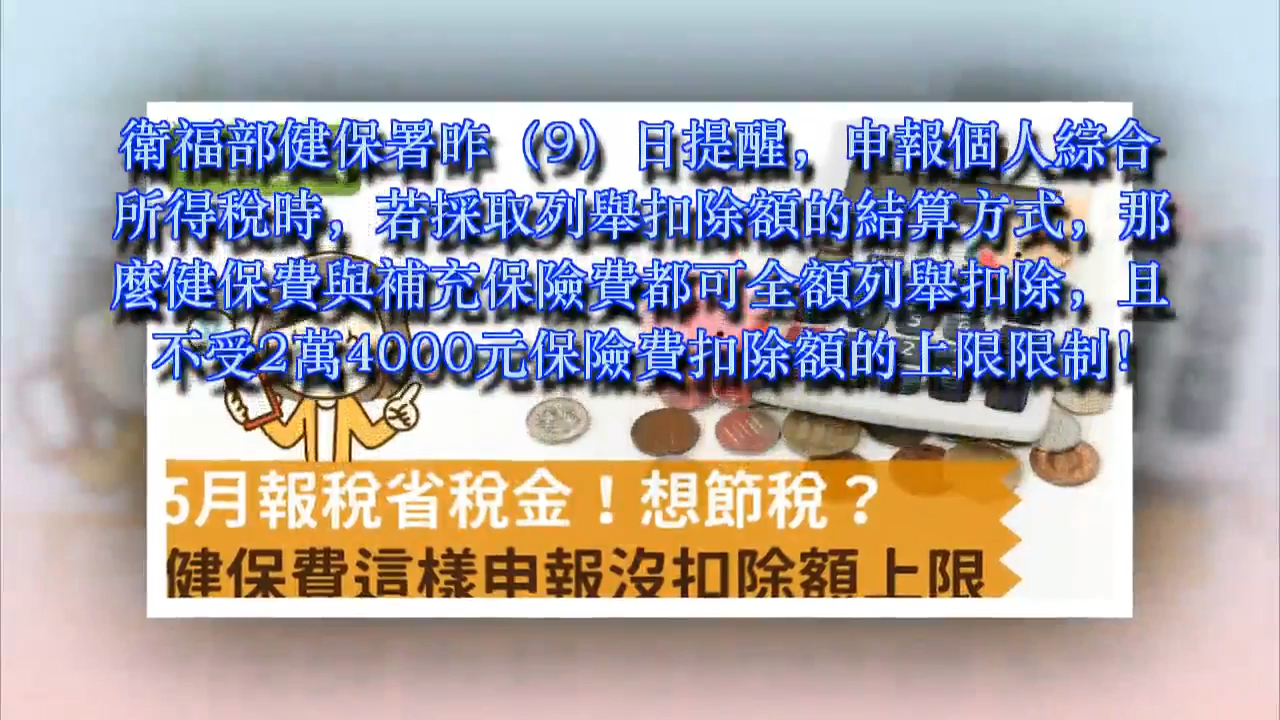 衛福部健保署昨（9）日提醒，申報個人綜合
所得稅時，若採取列舉扣除額的結算方式，那
麼健保費與補充保險費都可全額列舉扣除，且
不受2萬4000元保險費扣除額的上限限制！
5月報稅省稅金！想節稅？
健保費這樣申報沒扣除額上限